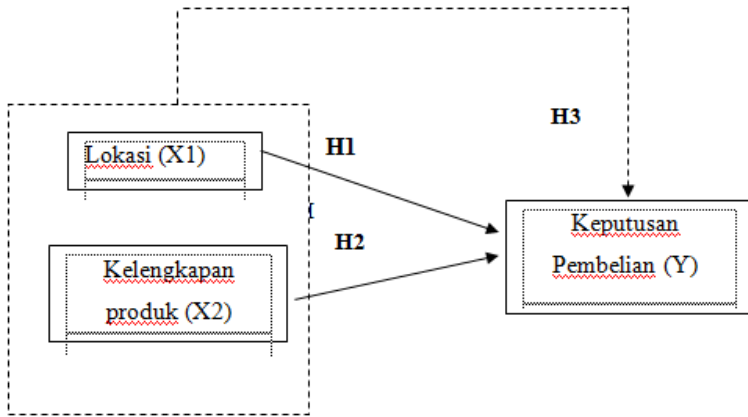 H3
Lokasi (X1)
H1
H2
Kelengkapan
produk (X2)
Keputusan
Pembelian (Y)